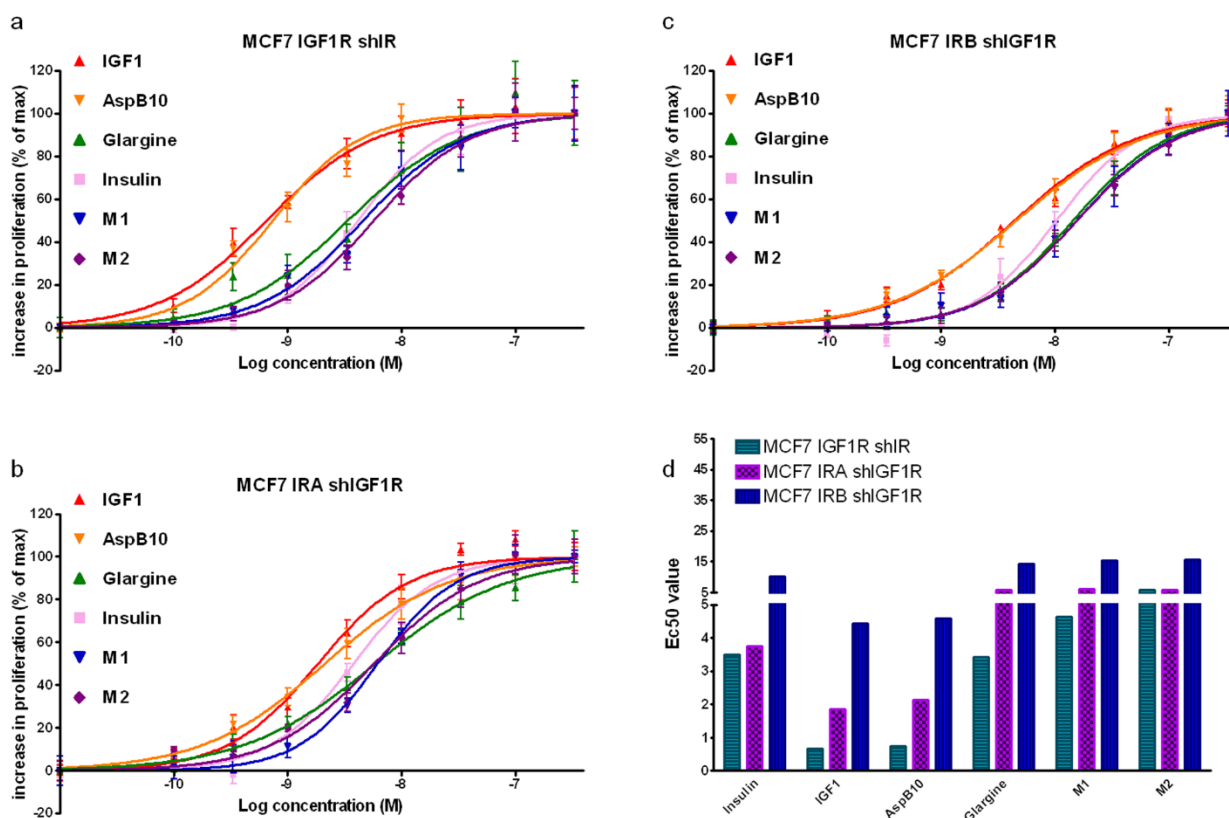 a
MCF7 IGF1R shIR
increase in proliferation (% of max)
120
100
80
60
40
20
0
-20
IGF1
AspB10
Glargine
Insulin
M1
M2
-10
-9
-8
-7
Log concentration (M)
c
MCF7 IRB shIGF1R
increase in proliferation (% of max)
120
100
80
60
40
20
0
-20
IGF1
AspB10
Glargine
Insulin
M1
M2
-10
-9
-8
-7
Log concentration (M)
b
MCF7 IRA shIGF1R
increase in proliferation (% of max)
120
100
80
60
40
20
0
-20
IGF1
AspB10
Glargine
Insulin
M1
M2
-10
-9
-8
-7
Log concentration (M)
d
MCF7 IGF1R shIR
MCF7 IRA shIGF1R
MCF7 IRB shIGF1R
Ec50 value
55
45
35
25
15
5
5
4
3
2
1
0
Insulin
IGF1
AspB10
Glargine
M1
M2